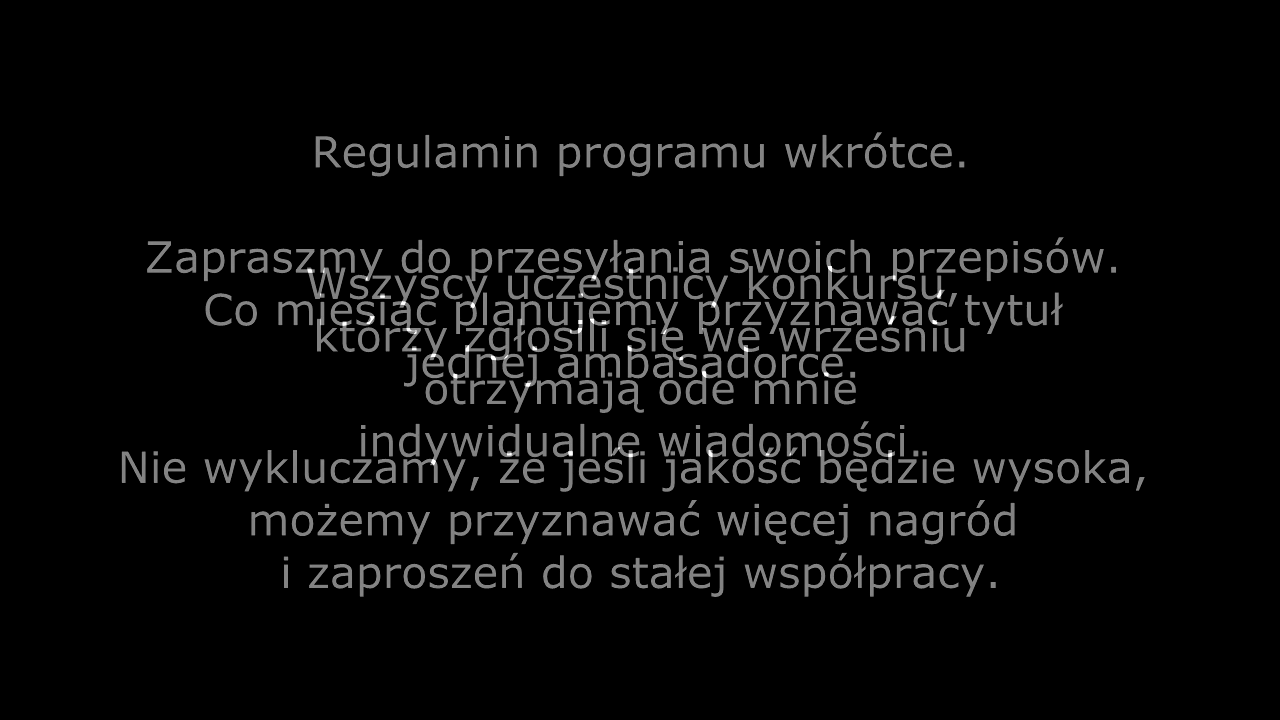 Regulamin programu wkrótce.
Zapraszmy do przesyłania swoich przepisów.
Co miesiąc planujemy przyznawać tytuł
jednej ambasadorce.
Nie wykluczamy, że jeśli jakość będzie wysoka,
możemy przyznawać więcej nagród
i zaproszeń do stałej współpracy.
Wszyscy uczestnicy konkursu,
którzy zgłosili się we wrześniu
otrzymają ode mnie
indywidualne wiadomości.